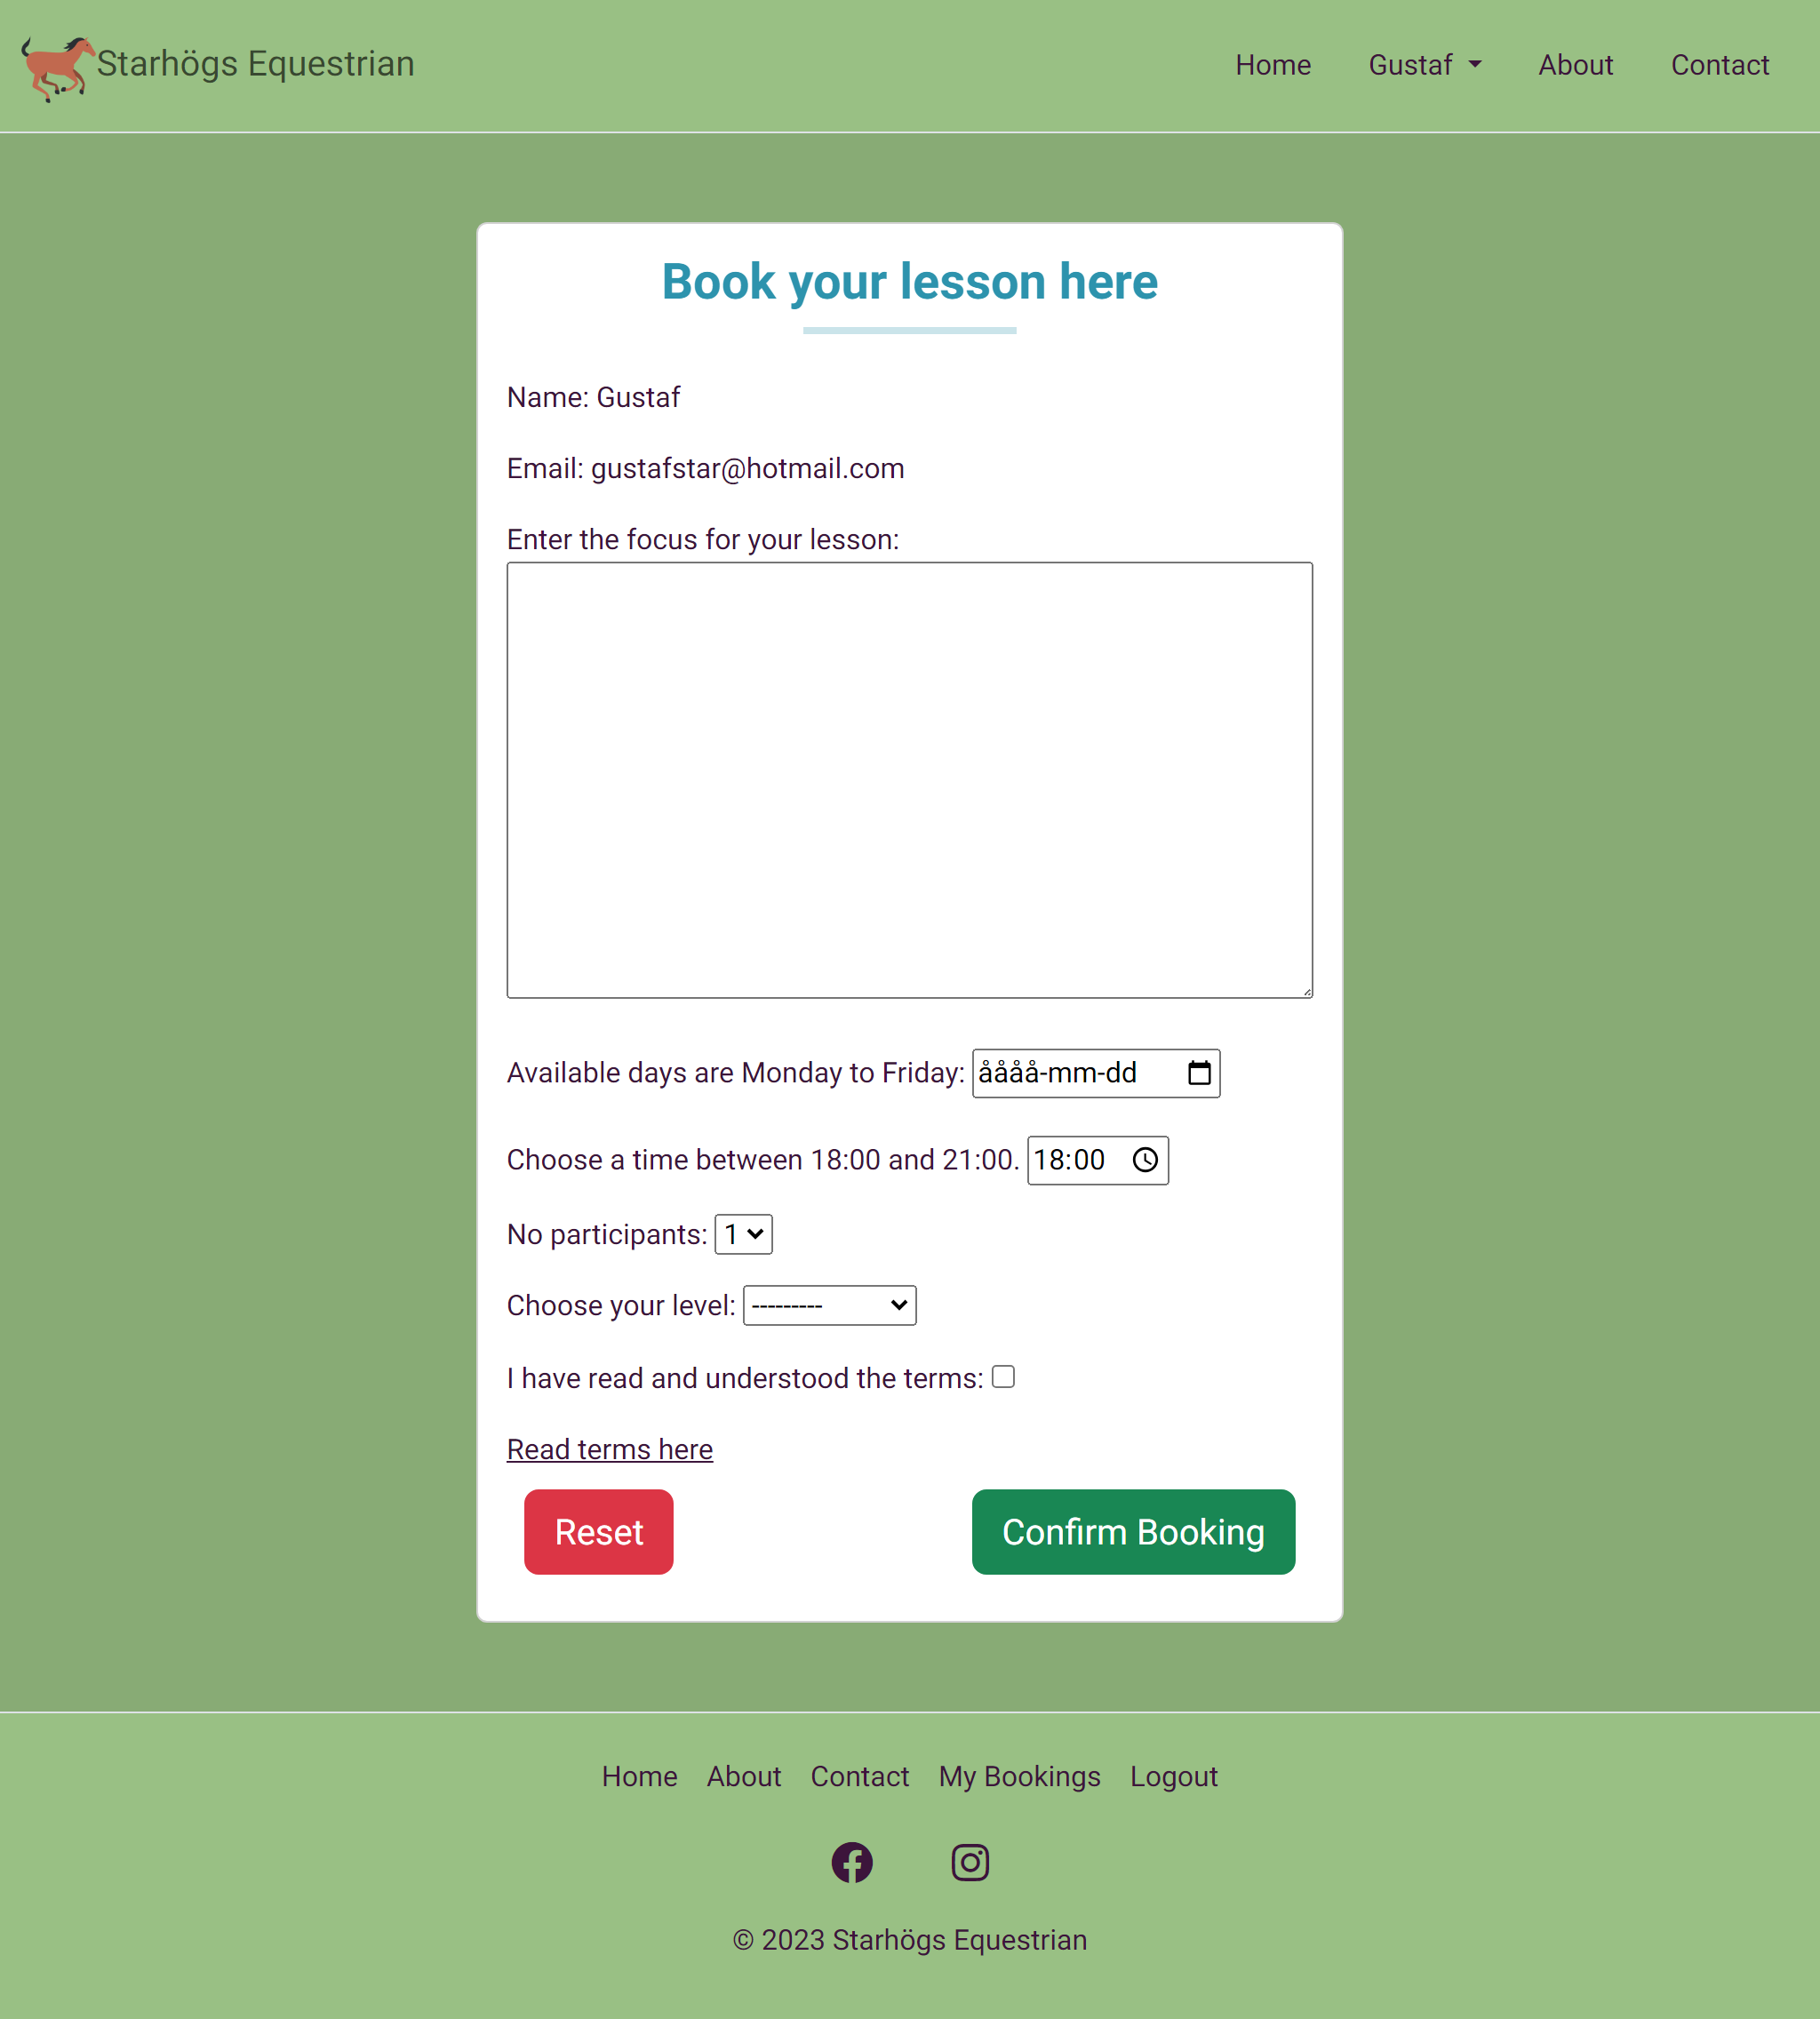 Starhögs Equestrian Home Gustaf About Contact
Book your lesson here
Name: Gustaf
Email: gustafstar@hotmail.com
Enter the focus for your lesson:
Available days are Monday to Friday: åååå-mm-dd
Choose a time between 18:00 and 21:00. 18:00
No participants: 1
Choose your level: ---------
I have read and understood the terms:
Read terms here
Reset Confirm Booking
Home About Contact My Bookings Logout
© 2023 Starhögs Equestrian